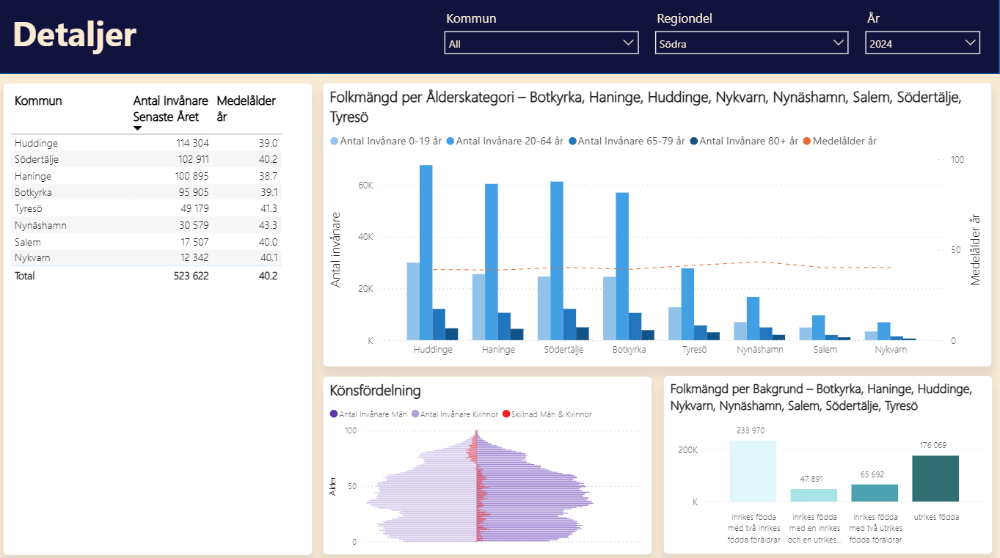 Detaljer
Kommun
All
Regiondel
Södra
År
2024
Kommun
Antal Invånare
Senaste Året
Medelålder
år
Huddinge 114 304 39.0
Södertälje 102 911 40.2
Haninge 100 895 38.7
Botkyrka 95 905 39.1
Tyresö 49 179 41.3
Nynäshamn 30 579 43.3
Salem 17 507 40.0
Nykvarn 12 342 40.1
Total 523 622 40.2
Folkmängd per Ålderskategori – Botkyrka, Haninge, Huddinge, Nykvarn, Nynäshamn, Salem, Södertälje,
Tyresö
Antal Invånare 0-19 år Antal Invånare 20-64 år Antal Invånare 65-79 år Antal Invånare 80+ år Medelålder år
Antal invånare
60K
40K
20K
K
100
50
0
Medelålder år
Huddinge Haninge Södertälje Botkyrka Tyresö Nynäshamn Salem Nykvarn
Könsfördelning
Antal Invånare Män Antal Invånare Kvinnor Skillnad Män & Kvinnor
Ålder
100
50
0
Folkmängd per Bakgrund – Botkyrka, Haninge, Huddinge,
Nykvarn, Nynäshamn, Salem, Södertälje, Tyresö
200K
K
233 970
47 891
65 692
176 069
inrikes födda
med två inrikes
födda föräldrar
inrikes födda
med en inrikes
och en utrikes...
inrikes födda
med två utrikes
födda föräldrar
utrikes födda